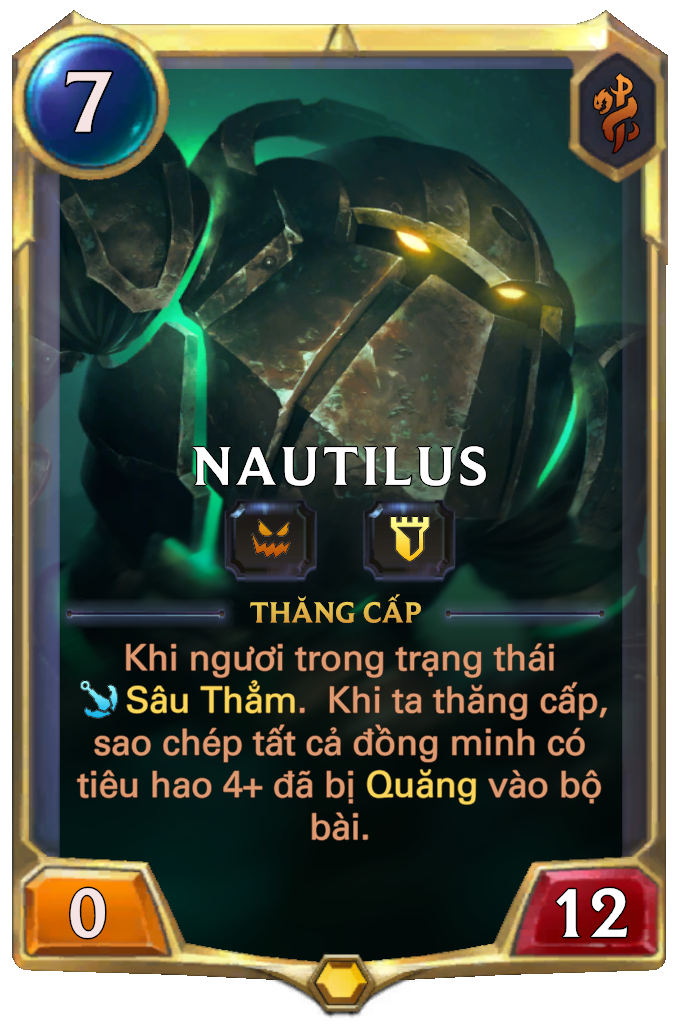 7
NAUTILUS
THĂNG CẤP
Khi ngươi trong trạng thái
Sâu Thẳm. Khi ta thăng cấp,
sao chép tất cả đồng minh có
tiêu hao 4+ đã bị Quăng vào bộ
bài.
0
12